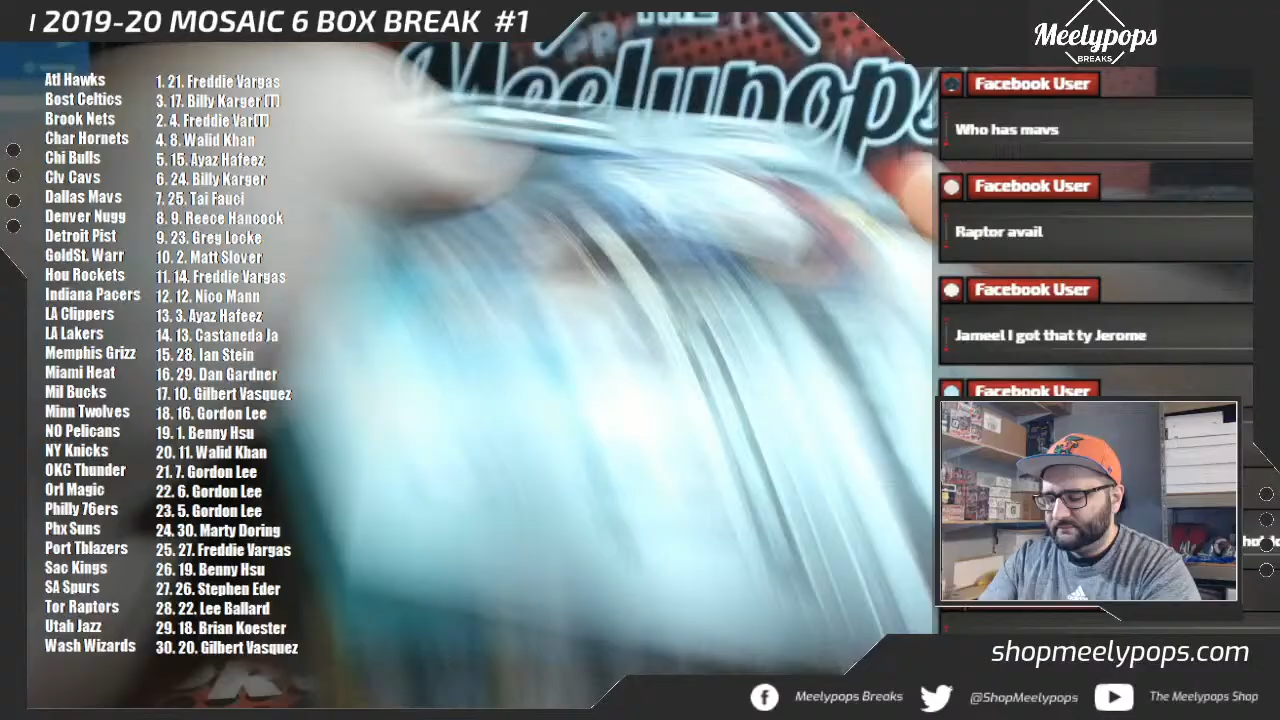 2019-20 MOSAIC 6 BOX BREAK #1
Meelypops
BREAKS
THE
Meelypops
Atl Hawks 1. 21. Freddie Vargas
Bost Celtics 3. 17. Billy Karger [T]
Brook Nets 2. 4. Freddie Var[T]
Char Hornets 4. 8. Walid Khan
Chi Bulls 5. 15. Ayaz Hafeez
Clv Cavs 6. 24. Billy Karger
Dallas Mavs 7. 25. Tai Fauci
Denver Nugg 8. 9. Reece Hancock
Detroit Pist 9. 23. Greg Locke
GoldSt. Warr 10. 2. Matt Slover
Hou Rockets 11. 14. Freddie Vargas
Indiana Pacers 12. 12. Nico Mann
LA Clippers 13. 3. Ayaz Hafeez
LA Lakers 14. 13. Castaneda Ja
Memphis Grizz 15. 28. Ian Stein
Miami Heat 16. 29. Dan Gardner
Mil Bucks 17. 10. Gilbert Vasquez
Minn Twolves 18. 16. Gordon Lee
NO Pelicans 19. 1. Benny Hsu
NY Knicks 20. 11. Walid Khan
OKC Thunder 21. 7. Gordon Lee
Orl Magic 22. 6. Gordon Lee
Philly 76ers 23. 5. Gordon Lee
Phx Suns 24. 30. Marty Doring
Port Tblazers 25. 27. Freddie Vargas
Sac Kings 26. 19. Benny Hsu
SA Spurs 27. 26. Stephen Eder
Tor Raptors 28. 22. Lee Ballard
Utah Jazz 29. 18. Brian Koester
Wash Wizards 30. 20. Gilbert Vasquez
Facebook User
Who has mavs
Facebook User
Raptor avail
Facebook User
Jameel I got that ty Jerome
Facebook User
adidas
shopmeelypops.com
Meelypops Breaks
@ShopMeelypops
The Meelypops Shop